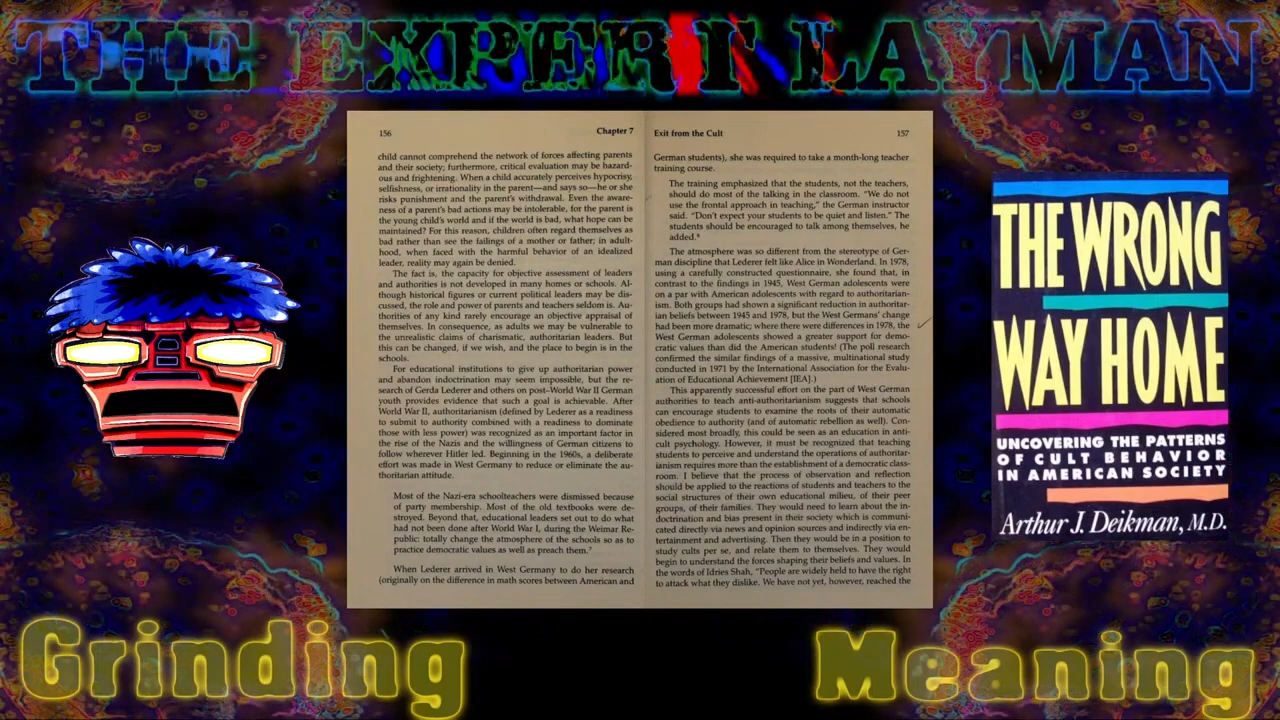 THE EXPERT LAYMAN
156 Chapter 7
child cannot comprehend the network of forces affecting parents
and their society; furthermore, critical evaluation may be hazard-
ous and frightening. When a child accurately perceives hypocrisy,
selfishness, or irrationality in the parent—and says so—he or she
risks punishment and the parent's withdrawal. Even the aware-
ness of a parent's bad actions may be intolerable, for the parent is
the young child's world and if the world is bad, what hope can be
maintained? For this reason, children often regard themselves as
bad rather than see the failings of a mother or father; in adult-
hood, when faced with the harmful behavior of an idealized
leader, reality may again be denied.
The fact is, the capacity for objective assessment of leaders
and authorities is not developed in many homes or schools. Al-
though historical figures or current political leaders may be dis-
cussed, the role and power of parents and teachers seldom is. Au-
thorities of any kind rarely encourage an objective appraisal of
themselves. In consequence, as adults we may be vulnerable to
the unrealistic claims of charismatic, authoritarian leaders. But
this can be changed, if we wish, and the place to begin is in the
schools.
For educational institutions to give up authoritarian power
and abandon indoctrination may seem impossible, but the re-
search of Gerda Lederer and others on post-World War II German
youth provides evidence that such a goal is achievable. After
World War II, authoritarianism (defined by Lederer as a readiness
to submit to authority combined with a readiness to dominate
those with less power) was recognized as an important factor in
the rise of the Nazis and the willingness of German citizens to
follow wherever Hitler led. Beginning in the 1960s, a deliberate
effort was made in West Germany to reduce or eliminate the au-
thoritarian attitude.
Most of the Nazi-era schoolteachers were dismissed because
of party membership. Most of the old textbooks were de-
stroyed. Beyond that, educational leaders set out to do what
had not been done after World War I, during the Weimar Re-
public: totally change the atmosphere of the schools so as to
practice democratic values as well as preach them.⁷
When Lederer arrived in West Germany to do her research
(originally on the difference in math scores between American and
Exit from the Cult 157
German students), she was required to take a month-long teacher
training course.
The training emphasized that the students, not the teachers,
should do most of the talking in the classroom. "We do not
use the frontal approach in teaching," the German instructor
said. "Don't expect your students to be quiet and listen." The
students should be encouraged to talk among themselves, he
added.⁸
The atmosphere was so different from the stereotype of Ger-
man discipline that Lederer felt like Alice in Wonderland. In 1978,
using a carefully constructed questionnaire, she found that, in
contrast to the findings in 1945, West German adolescents were
on a par with American adolescents with regard to authoritarian-
ism. Both groups had shown a significant reduction in authoritar-
ian beliefs between 1945 and 1978, but the West Germans' change
had been more dramatic; where there were differences in 1978, the
West German adolescents showed a greater support for demo-
cratic values than did the American students! (The poll research
confirmed the similar findings of a massive, multinational study
conducted in 1971 by the International Association for the Evalu-
ation of Educational Achievement [IEA].)
This apparently successful effort on the part of West German
authorities to teach anti-authoritarianism suggests that schools
can encourage students to examine the roots of their automatic
obedience to authority (and of automatic rebellion as well). Con-
sidered most broadly, this could be seen as an education in anti-
cult psychology. However, it must be recognized that teaching
students to perceive and understand the operations of authoritar-
ianism requires more than the establishment of a democratic class-
room. I believe that the process of observation and reflection
should be applied to the reactions of students and teachers to the
social structures of their own educational milieu, of their peer
groups, of their families. They would need to learn about the in-
doctrination and bias present in their society which is communi-
cated directly via news and opinion sources and indirectly via en-
tertainment and advertising. Then they would be in a position to
study cults per se, and relate them to themselves. They would
begin to understand the forces shaping their beliefs and values. In
the words of Idries Shah, "People are widely held to have the right
to attack what they dislike. We have not yet, however, reached the
THE WRONG
WAY HOME
UNCOVERING THE PATTERNS
OF CULT BEHAVIOR
IN AMERICAN SOCIETY
Arthur J. Deikman, M.D.
Grinding Meaning